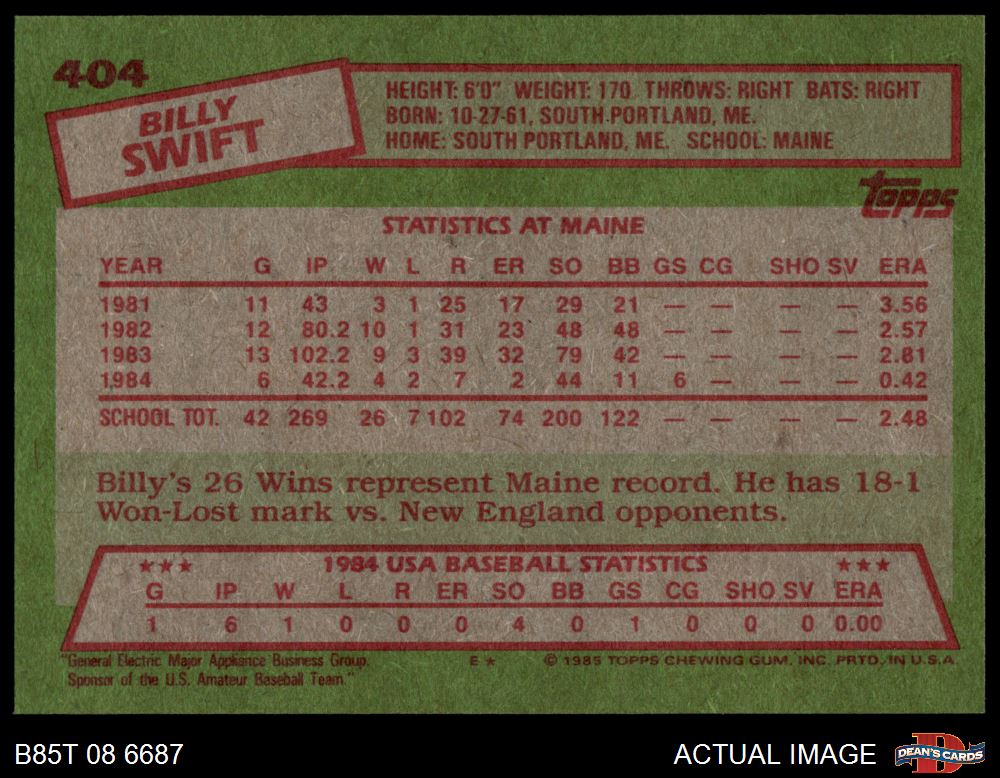 404
BILLY
SWIFT
HEIGHT: 6'0" WEIGHT: 170 THROWS: RIGHT BATS: RIGHT
BORN: 10-27-61, SOUTH PORTLAND, ME.
HOME: SOUTH PORTLAND, ME. SCHOOL: MAINE
topps
STATISTICS AT MAINE
YEAR G IP W L R ER SO BB GS CG SHO SV ERA
1981 11 43 3 1 25 17 29 21 — — — — 3.56
1982 12 80.2 10 1 31 23 48 48 — — — — 2.57
1983 13 102.2 9 3 39 32 79 42 — — — — 2.81
1984 6 42.2 4 2 7 2 44 11 6 — — — 0.42
SCHOOL TOT. 42 269 26 7 102 74 200 122 — — — — 2.48
Billy's 26 Wins represent Maine record. He has 18-1
Won-Lost mark vs. New England opponents.
★★★ 1984 USA BASEBALL STATISTICS ★★★
G IP W L R ER SO BB GS CG SHO SV ERA
1 6 1 0 0 0 4 0 1 0 0 0 0.00
"General Electric Major Appliance Business Group.
Sponsor of the U.S. Amateur Baseball Team."
E ★ © 1985 TOPPS CHEWING GUM, INC. PRTD. IN U.S.A.
B85T 08 6687
ACTUAL IMAGE
D
DEAN'S CARDS